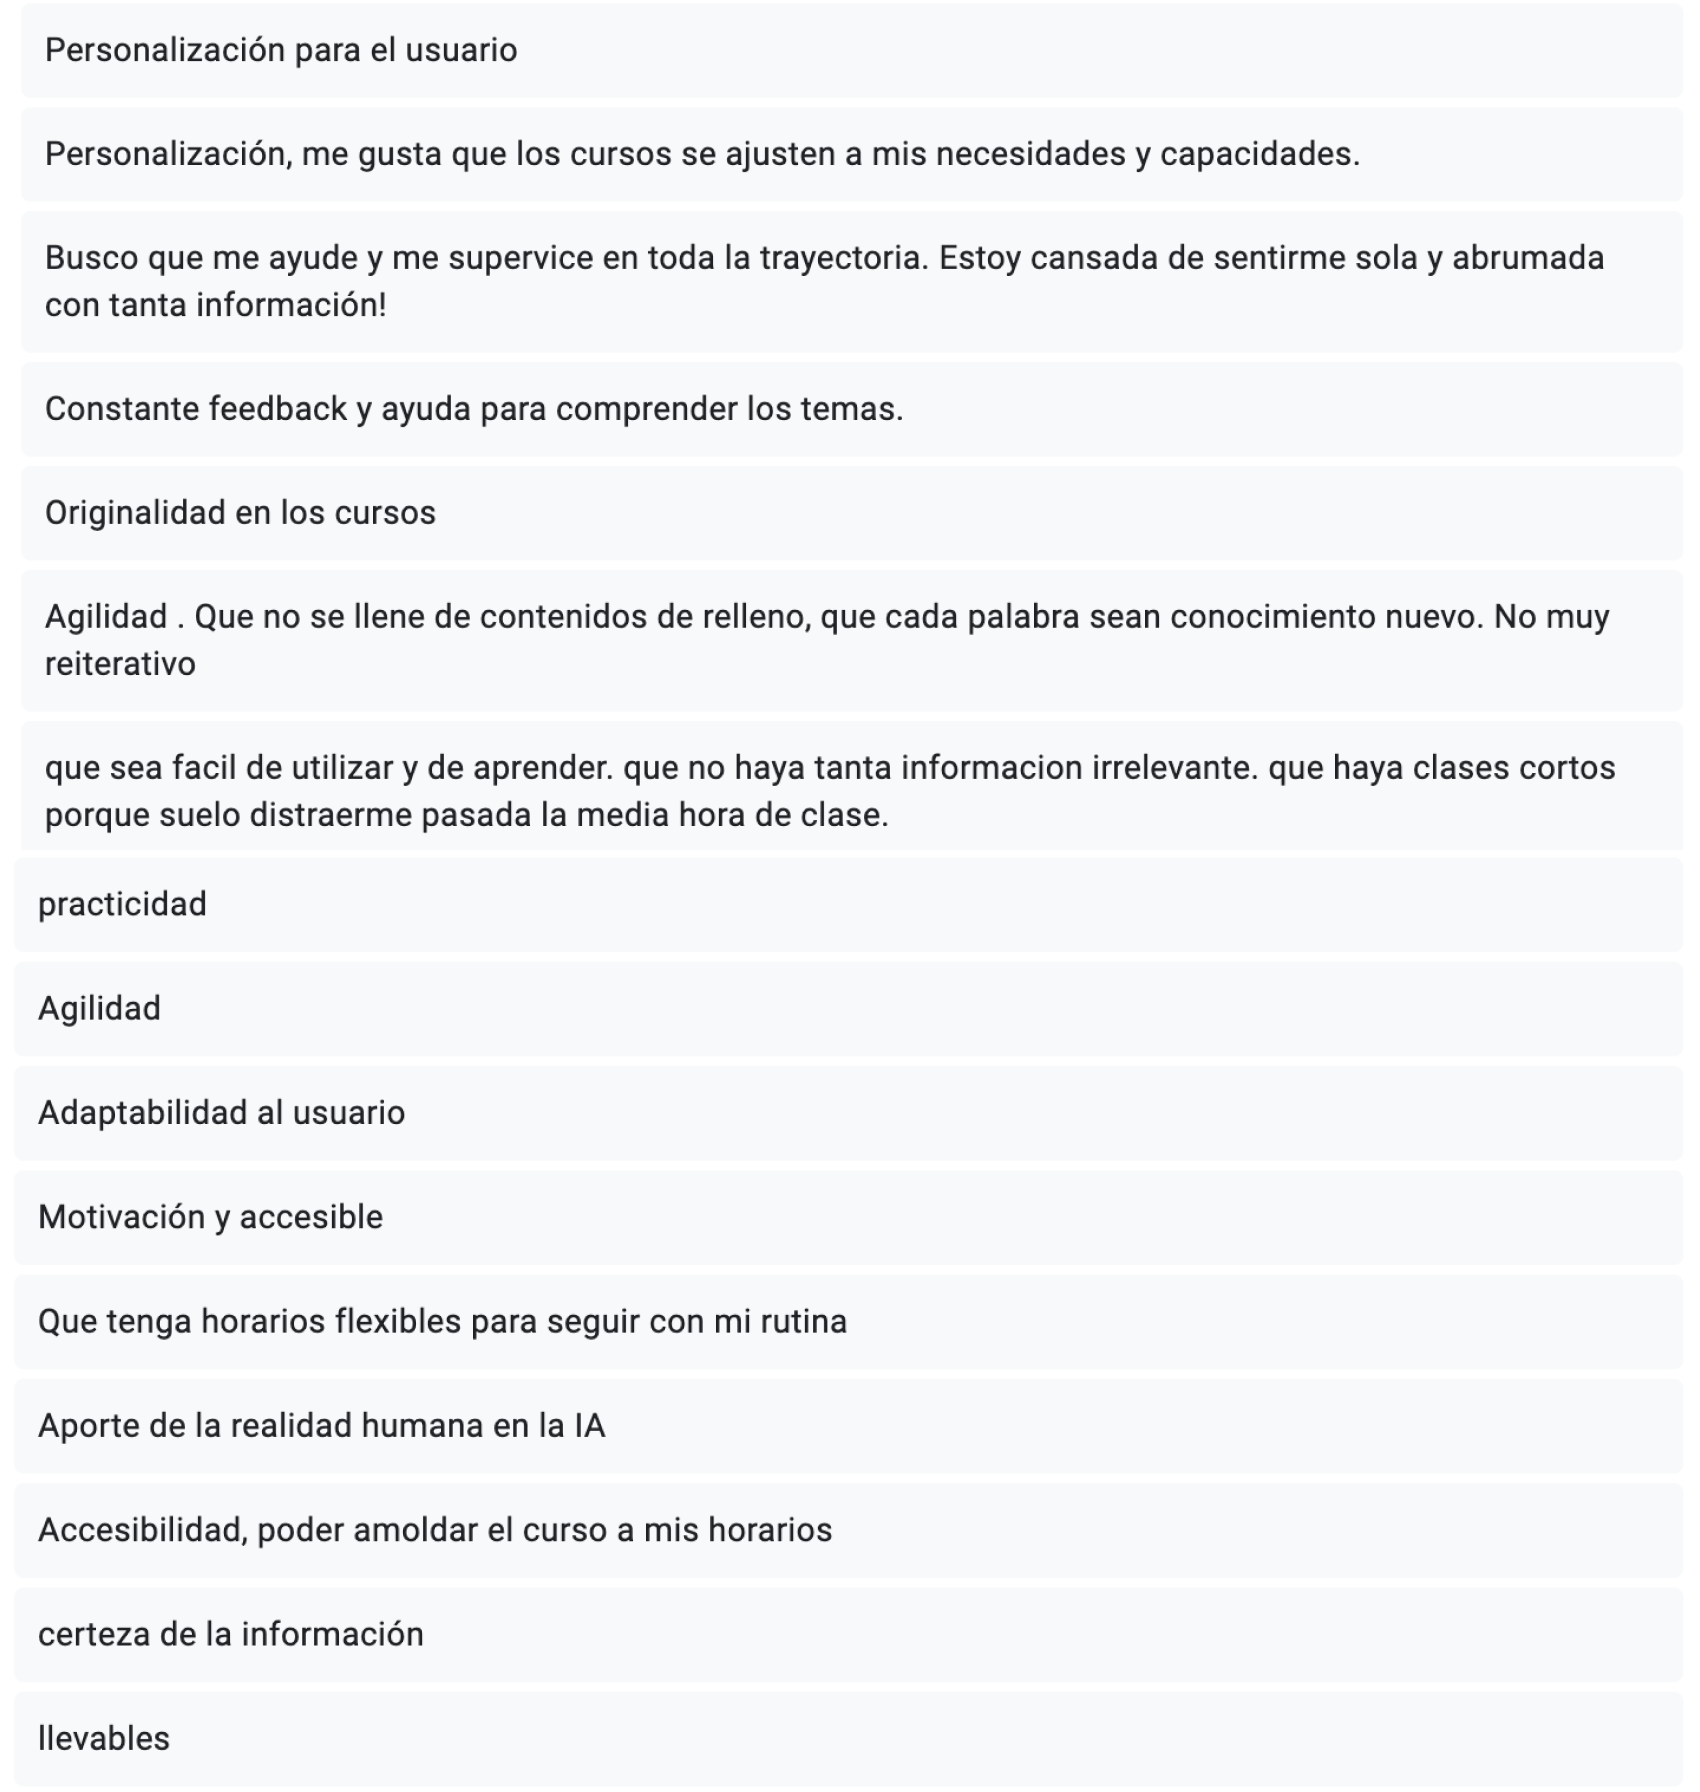 Personalización para el usuario
Personalización, me gusta que los cursos se ajusten a mis necesidades y capacidades.
Busco que me ayude y me supervice en toda la trayectoria. Estoy cansada de sentirme sola y abrumada
con tanta información!
Constante feedback y ayuda para comprender los temas.
Originalidad en los cursos
Agilidad . Que no se llene de contenidos de relleno, que cada palabra sean conocimiento nuevo. No muy
reiterativo
que sea facil de utilizar y de aprender. que no haya tanta informacion irrelevante. que haya clases cortos
porque suelo distraerme pasada la media hora de clase.
practicidad
Agilidad
Adaptabilidad al usuario
Motivación y accesible
Que tenga horarios flexibles para seguir con mi rutina
Aporte de la realidad humana en la IA
Accesibilidad, poder amoldar el curso a mis horarios
certeza de la información
llevables